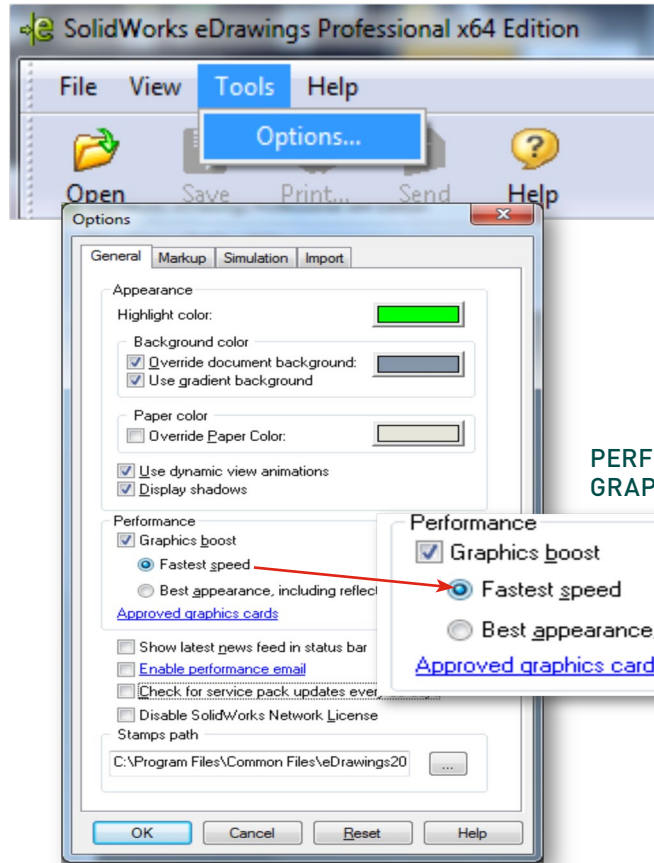 SolidWorks eDrawings Professional x64 Edition
File View Tools Help
Options...
Open Save Print... Send Help
Options
General Markup Simulation Import
Appearance
Highlight color:
Background color
Override document background:
Use gradient background
Paper color
Override Paper Color:
Use dynamic view animations
Display shadows
Performance
Graphics boost
Fastest speed
Best appearance, including reflec
Approved graphics cards
Show latest news feed in status bar
Enable performance email
Check for service pack updates every
Disable SolidWorks Network License
Stamps path
C:\Program Files\Common Files\eDrawings20
...
OK Cancel Reset Help
PERF
GRAP
Performance
Graphics boost
Fastest speed
Best appearance,
Approved graphics card